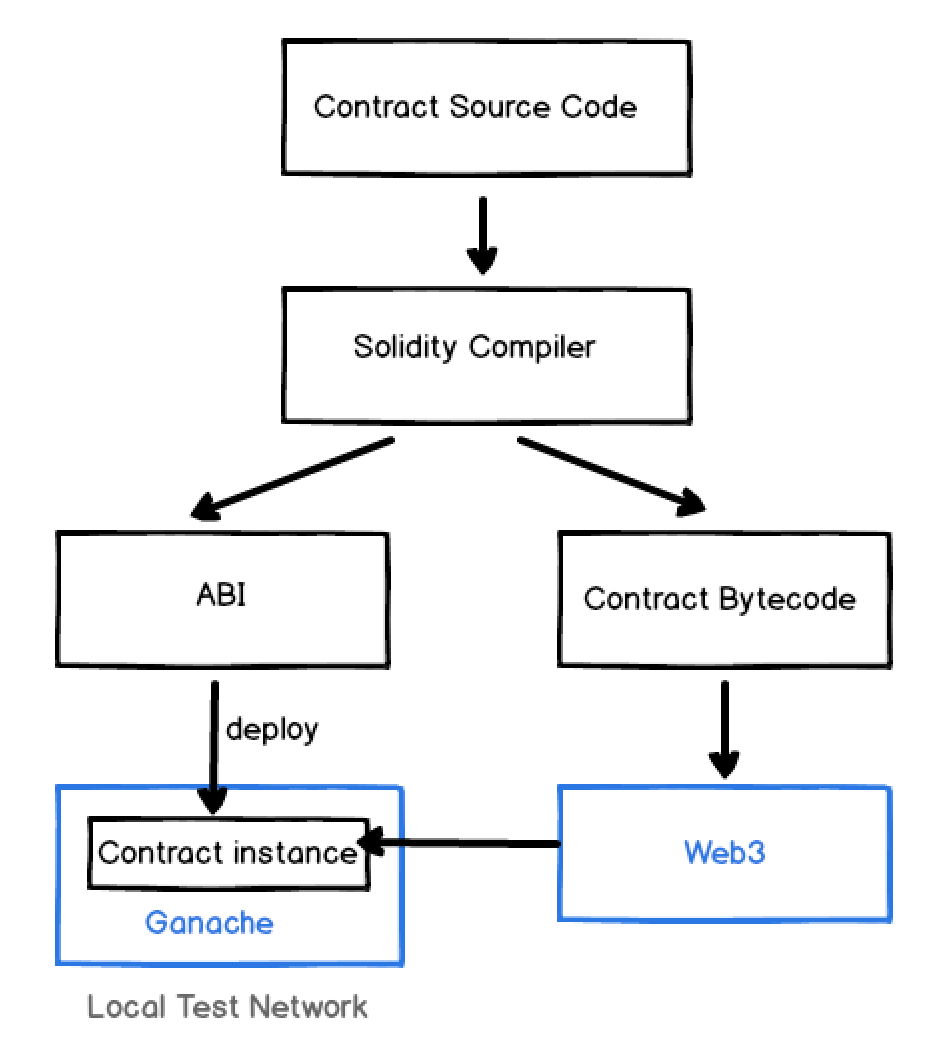 Contract Source Code
Solidity Compiler
ABI
Contract Bytecode
deploy
Contract instance
Web3
Ganache
Local Test Network